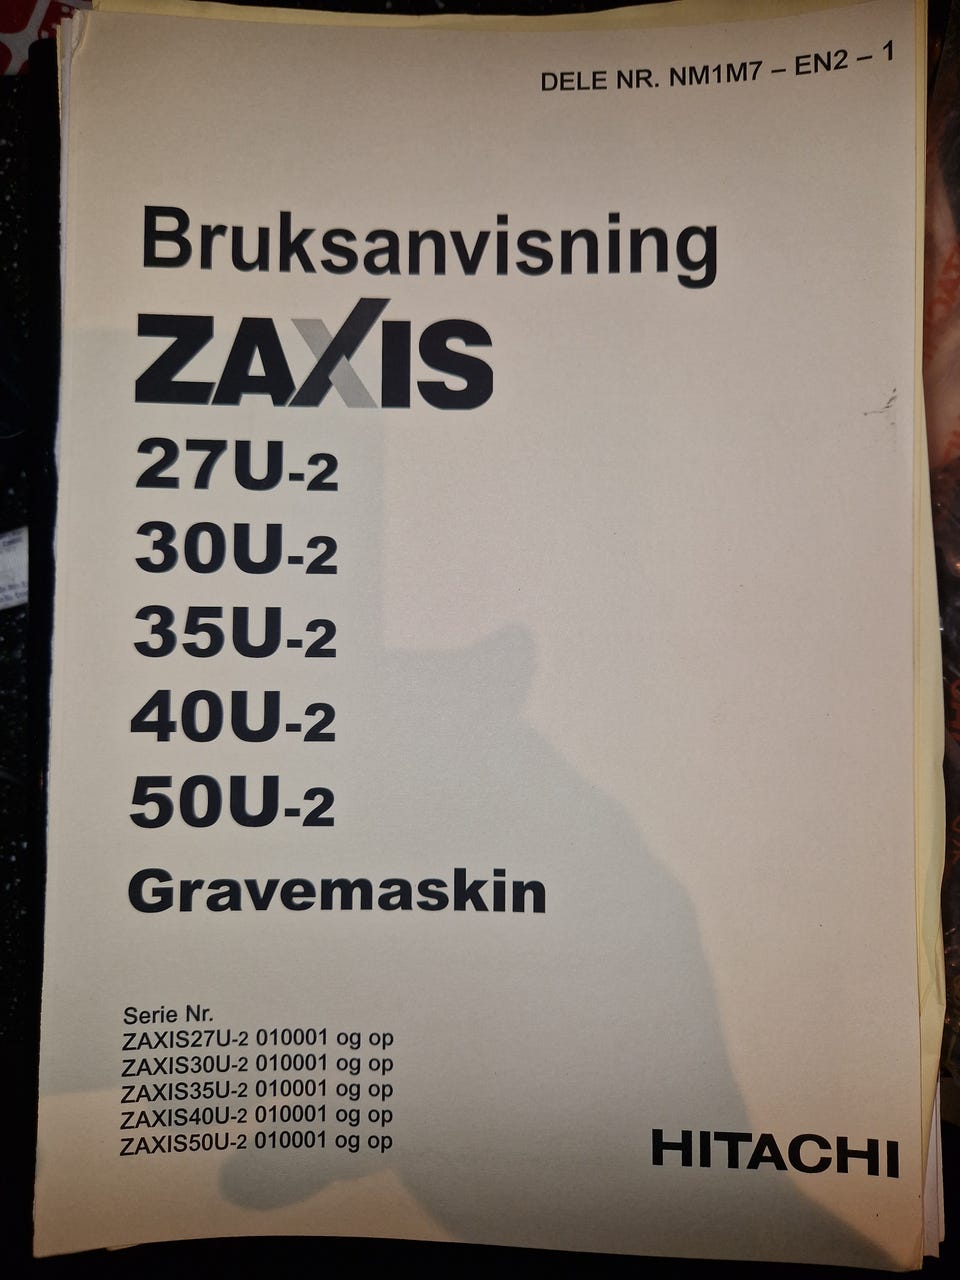 DELE NR. NM1M7 – EN2 – 1
Bruksanvisning
ZAXIS
27U-2
30U-2
35U-2
40U-2
50U-2
Gravemaskin
Serie Nr.
ZAXIS27U-2 010001 og op
ZAXIS30U-2 010001 og op
ZAXIS35U-2 010001 og op
ZAXIS40U-2 010001 og op
ZAXIS50U-2 010001 og op
HITACHI